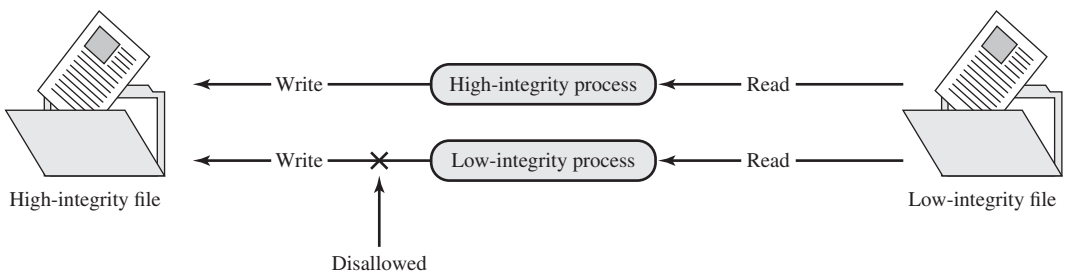 Write
High-integrity process
Read
Write
Low-integrity process
Read
High-integrity file
Low-integrity file
Disallowed